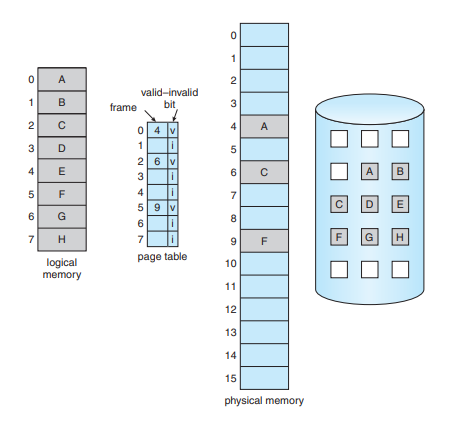 0 A
1 B
2 C
3 D
4 E
5 F
6 G
7 H
logical
memory
valid–invalid
bit
frame
0 4 v
1 i
2 6 v
3 i
4 i
5 9 v
6 i
7 i
page table
0
1
2
3
4 A
5
6 C
7
8
9 F
10
11
12
13
14
15
physical memory
A B
C D E
F G H